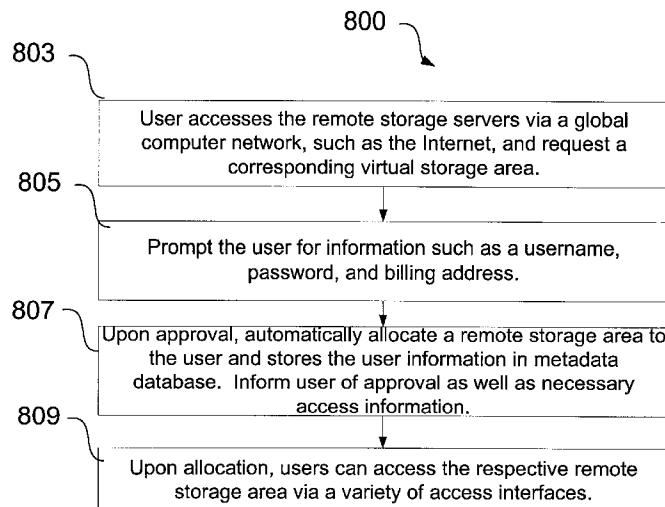 800
803
User accesses the remote storage servers via a global
computer network, such as the Internet, and request a
corresponding virtual storage area.
805
Prompt the user for information such as a username,
password, and billing address.
807
Upon approval, automatically allocate a remote storage area to
the user and stores the user information in metadata
database. Inform user of approval as well as necessary
access information.
809
Upon allocation, users can access the respective remote
storage area via a variety of access interfaces.